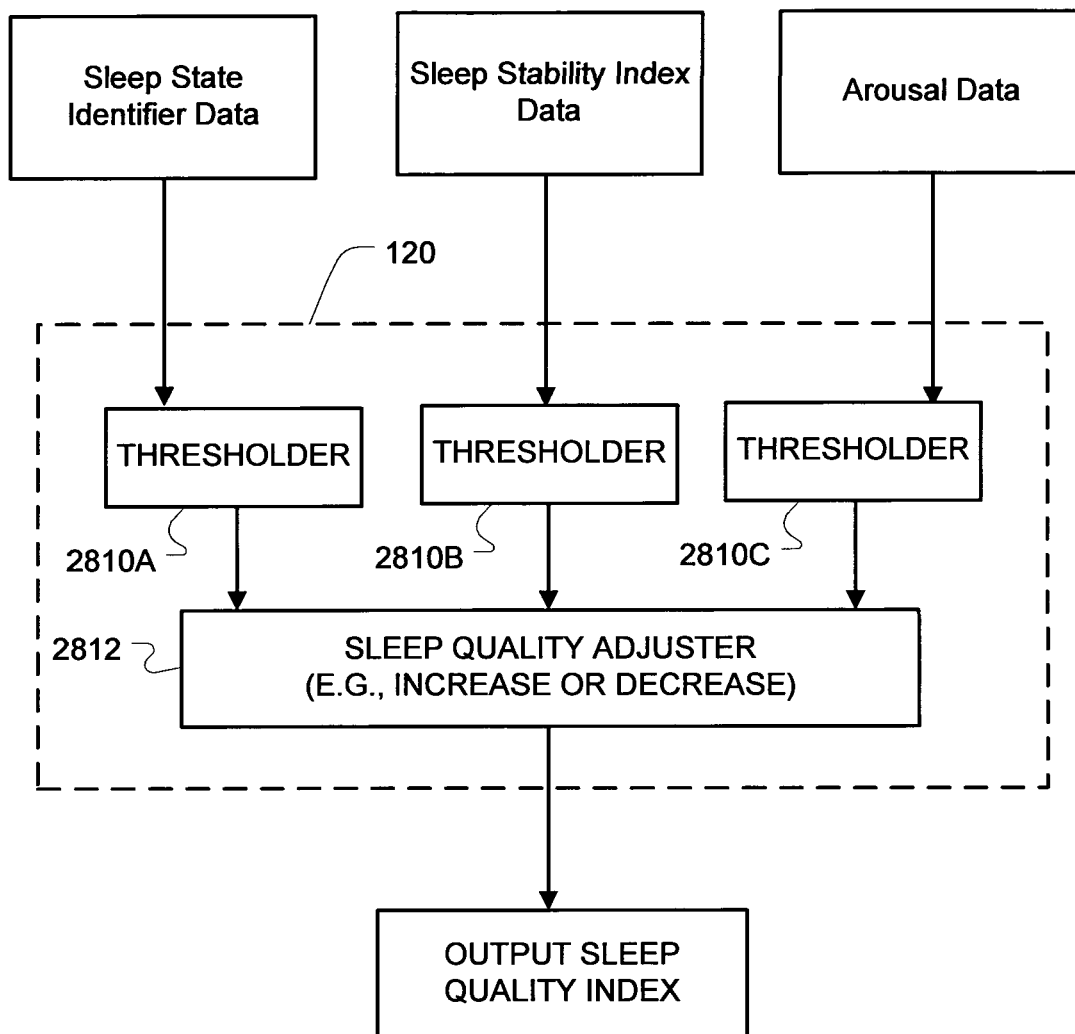 Sleep State
Identifier Data
Sleep Stability Index
Data
Arousal Data
120
THRESHOLDER
THRESHOLDER
THRESHOLDER
2810A
2810B
2810C
2812
SLEEP QUALITY ADJUSTER
(E.G., INCREASE OR DECREASE)
OUTPUT SLEEP
QUALITY INDEX